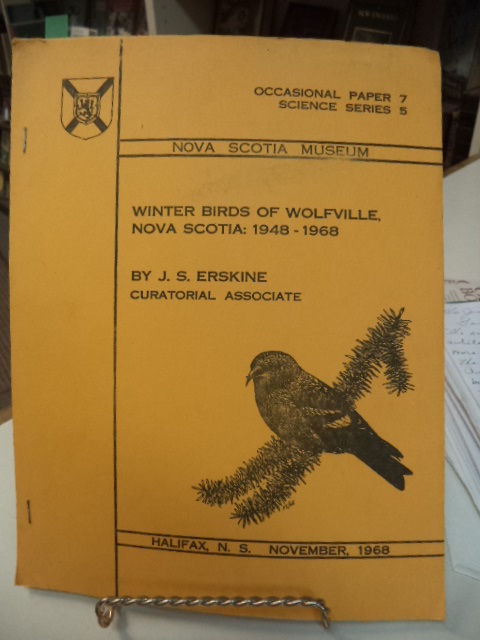 OCCASIONAL PAPER 7
SCIENCE SERIES 5
NOVA SCOTIA MUSEUM
WINTER BIRDS OF WOLFVILLE,
NOVA SCOTIA: 1948 - 1968
BY J. S. ERSKINE
CURATORIAL ASSOCIATE
HALIFAX, N. S. NOVEMBER, 1968